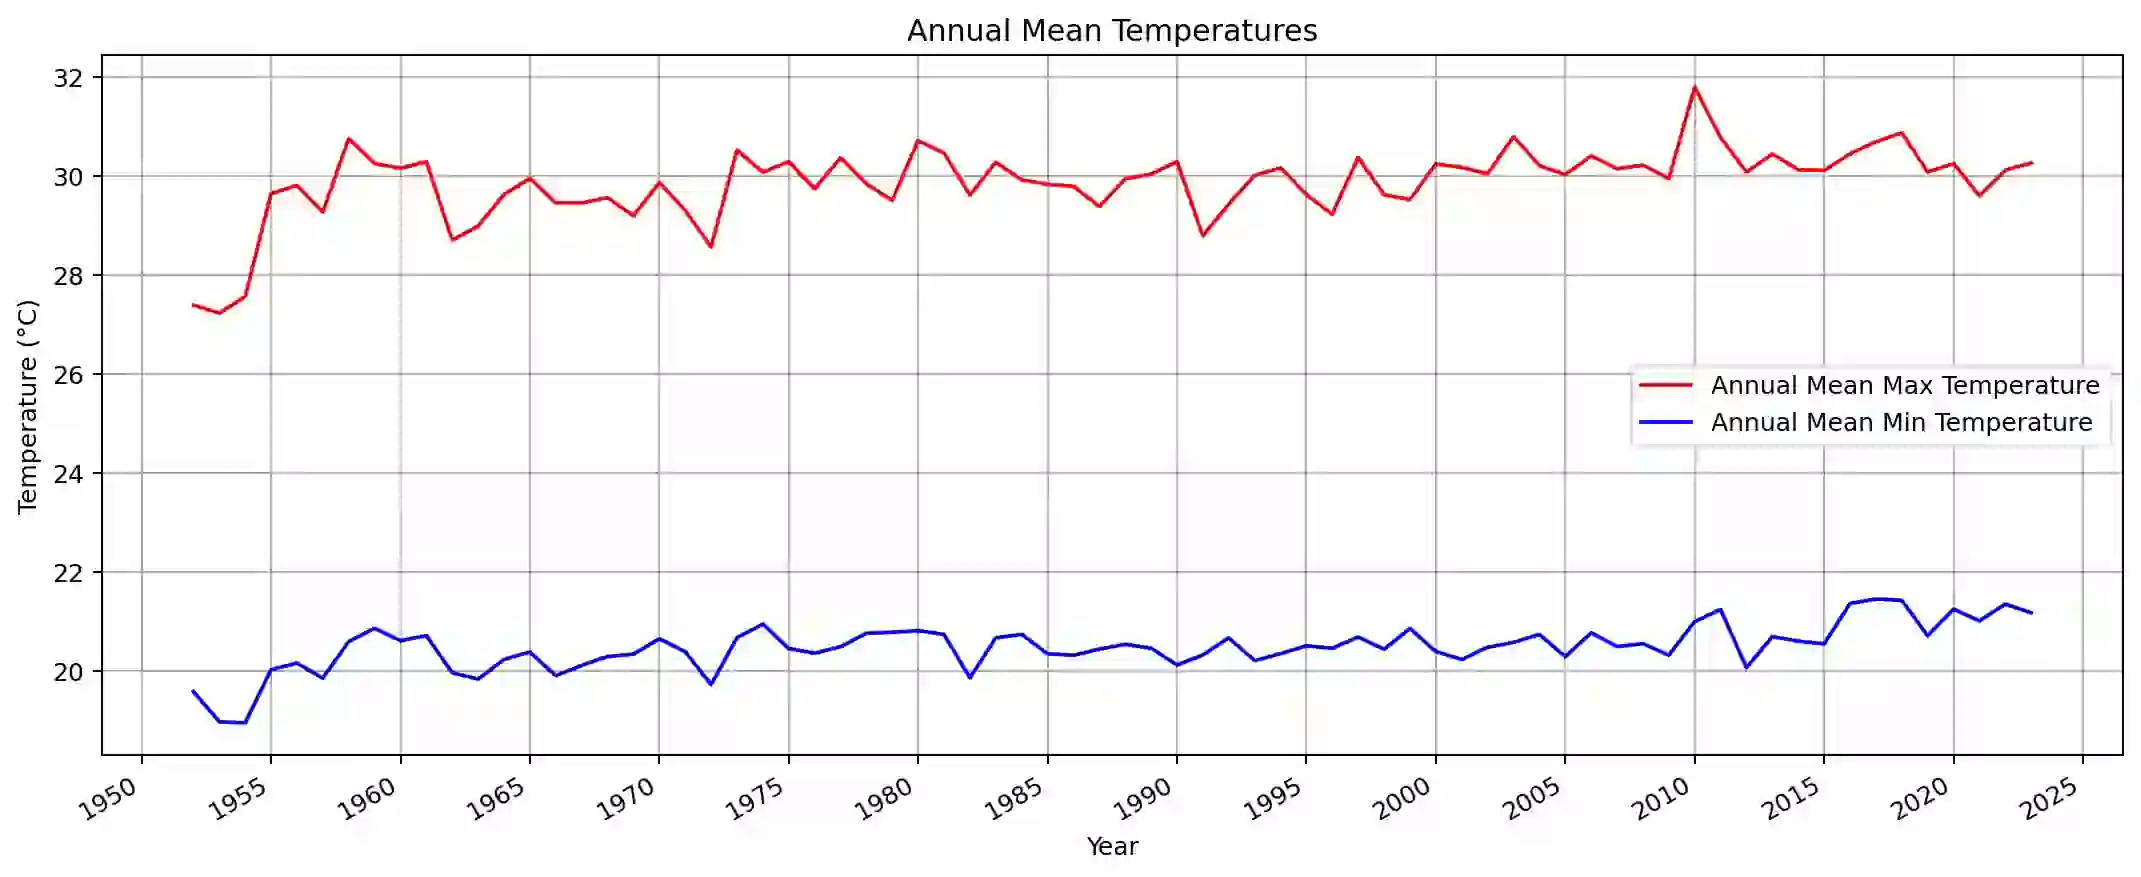 Annual Mean Temperatures
32
30
28
26
24
22
20
Temperature (°C)
Annual Mean Max Temperature
Annual Mean Min Temperature
1950 1955 1960 1965 1970 1975 1980 1985 1990 1995 2000 2005 2010 2015 2020 2025
Year